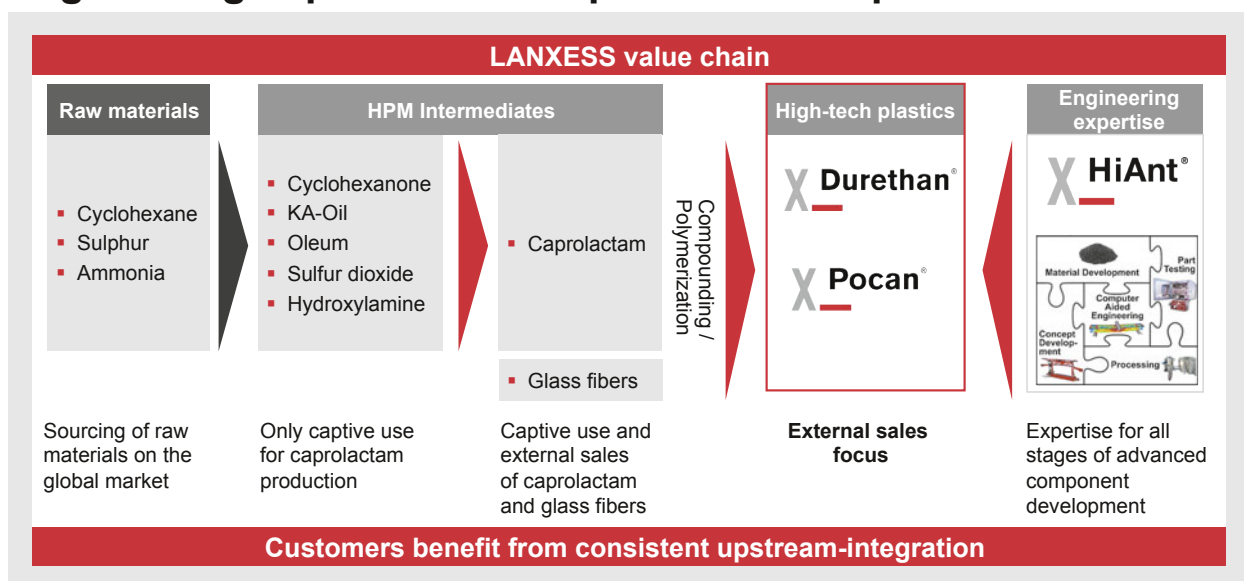 LANXESS value chain
Raw materials
HPM Intermediates
High-tech plastics
Engineering
expertise
Cyclohexane
Sulphur
Ammonia
Cyclohexanone
KA-Oil
Oleum
Sulfur dioxide
Hydroxylamine
Caprolactam
Glass fibers
Compounding /
Polymerization
X_ Durethan®
X_ Pocan®
X_ HiAnt®
Material Development
Part
Testing
Computer
Aided
Engineering
Concept
Develop-
ment
Processing
Sourcing of raw
materials on the
global market
Only captive use
for caprolactam
production
Captive use and
external sales
of caprolactam
and glass fibers
External sales
focus
Expertise for all
stages of advanced
component
development
Customers benefit from consistent upstream-integration